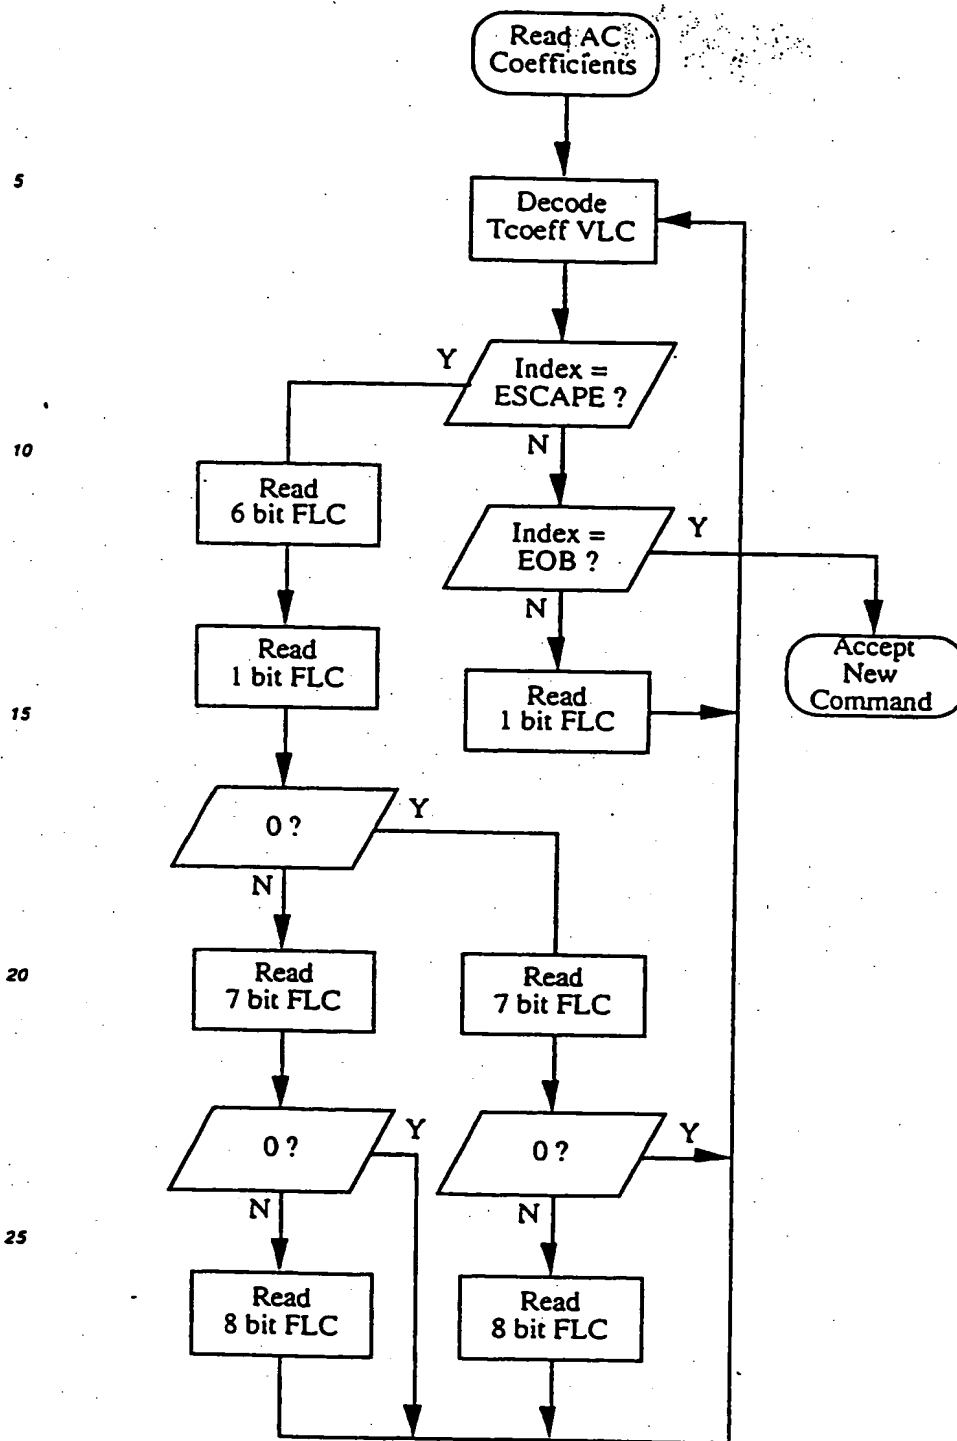 Read AC
Coefficients
5
Decode
Tcoeff VLC
Y
Index =
ESCAPE ?
10
N
Read
6 bit FLC
Index =
EOB ?
Y
N
Read
1 bit FLC
Accept
New
Command
15
Read
1 bit FLC
0 ?
Y
N
20
Read
7 bit FLC
Read
7 bit FLC
0 ?
Y
0 ?
Y
N
N
25
Read
8 bit FLC
Read
8 bit FLC